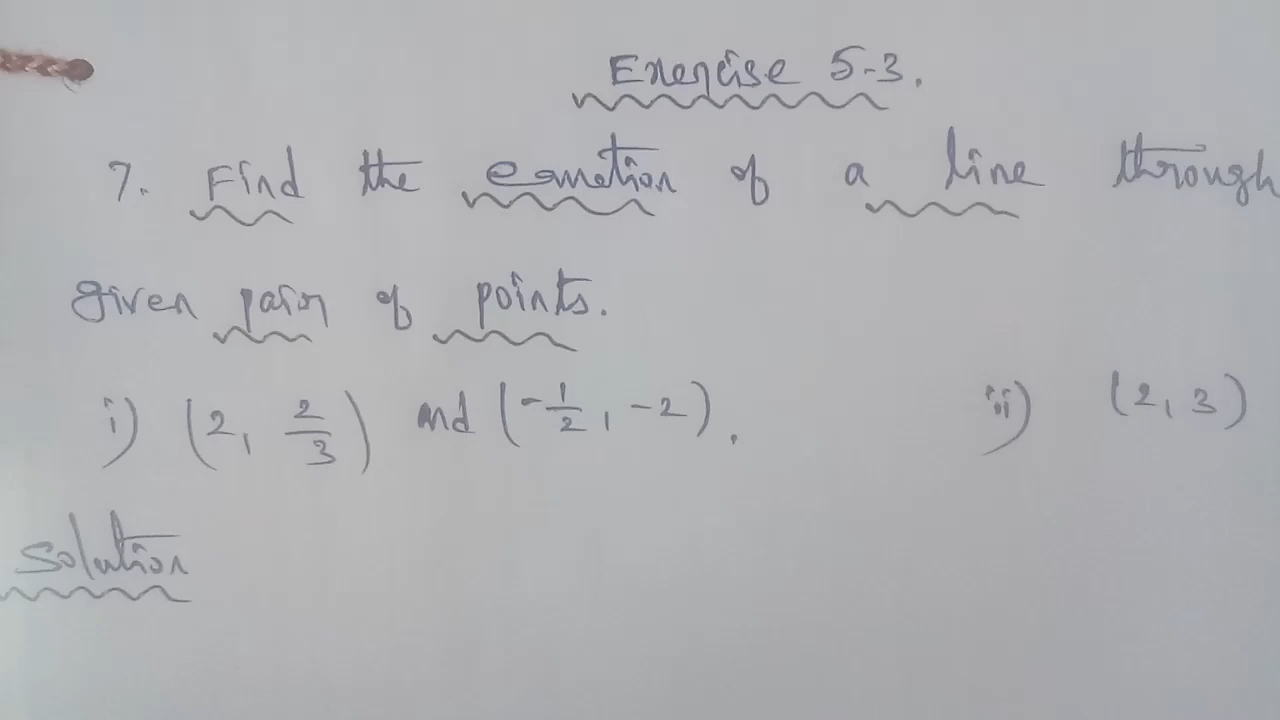 Exercise 5-3.
7. Find the equation of a line through
given pair of points.
i) (2, 2/3) and (-1/2, -2). ii) (2, 3)
Solution